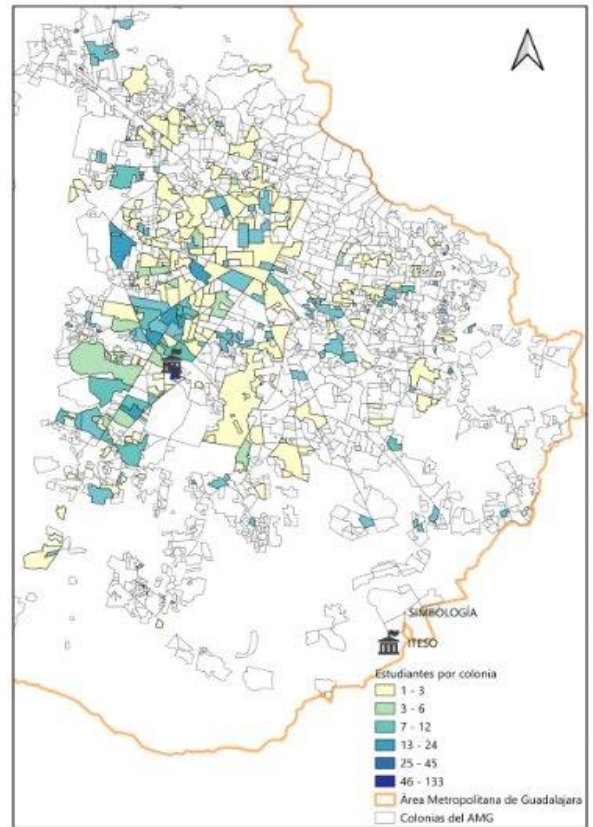 SIMBOLOGÍA
ITESO
Estudiantes por colonia
1 - 3
3 - 6
7 - 12
13 - 24
25 - 45
46 - 133
Área Metropolitana de Guadalajara
Colonias del AMG